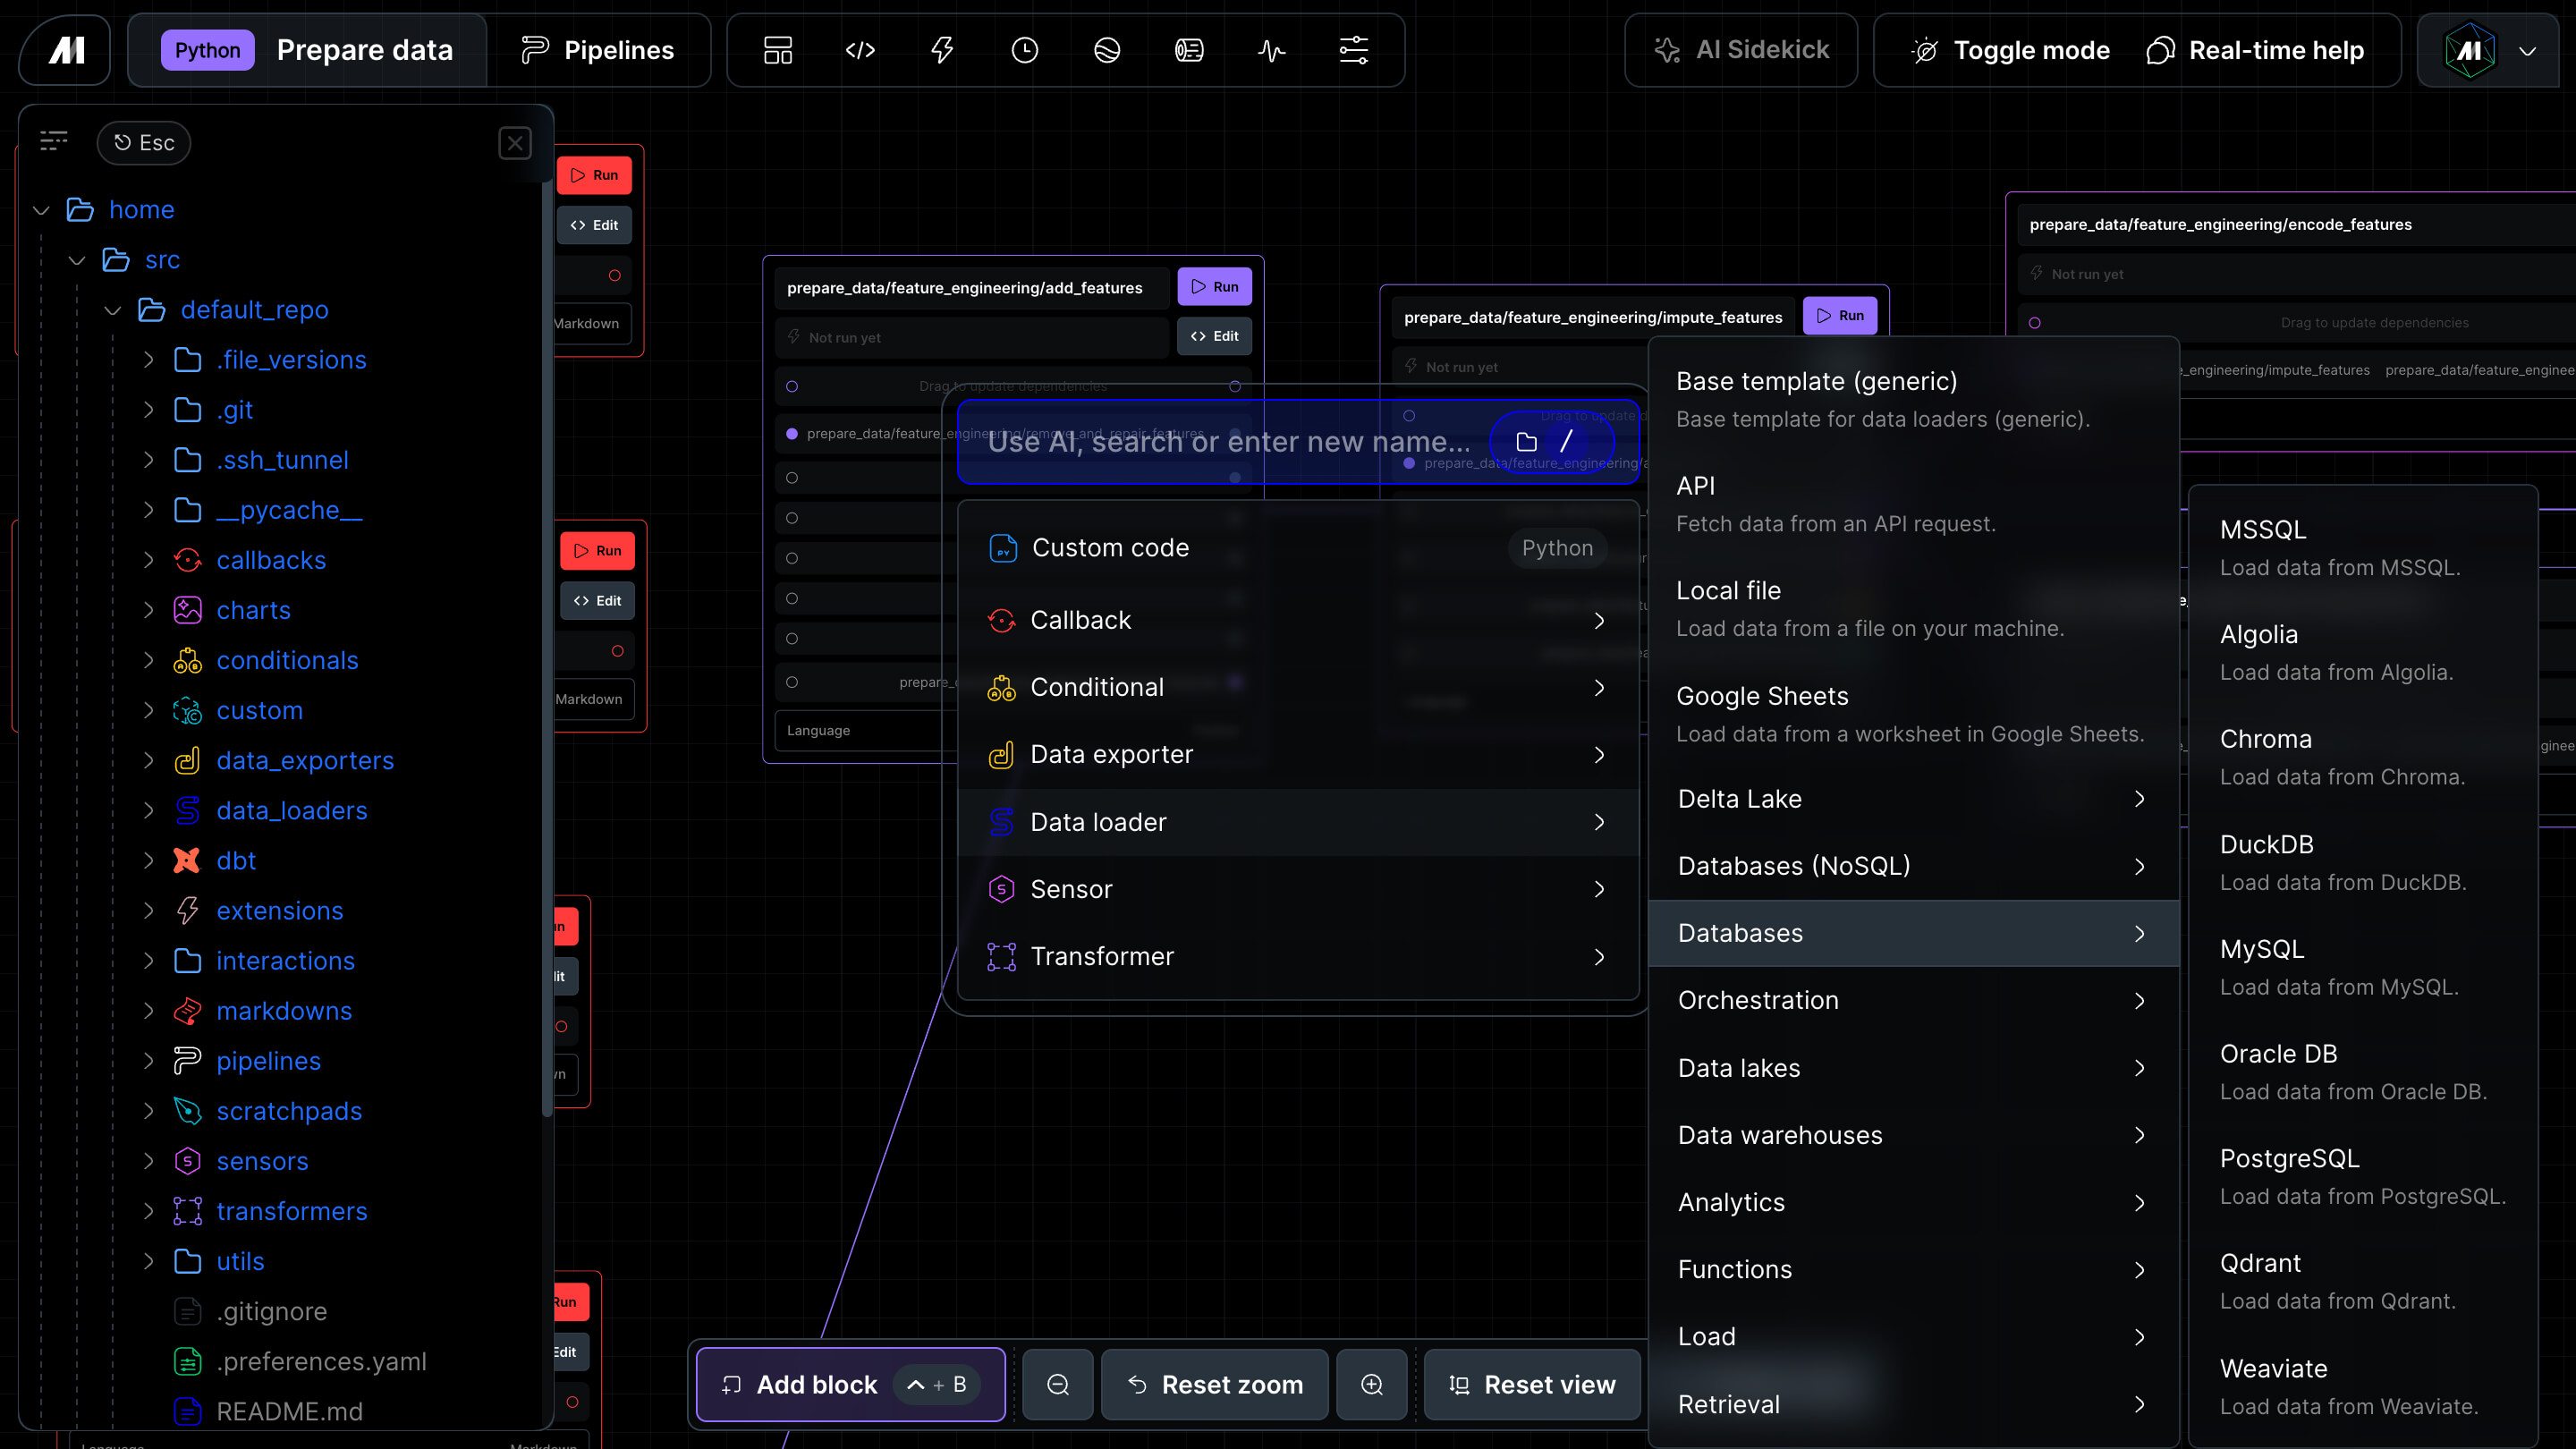 Python Prepare data
Pipelines
AI Sidekick
Toggle mode
Real-time help
Esc
home
src
default_repo
.file_versions
.git
.ssh_tunnel
__pycache__
callbacks
charts
conditionals
custom
data_exporters
data_loaders
dbt
extensions
interactions
markdowns
pipelines
scratchpads
sensors
transformers
utils
.gitignore
.preferences.yaml
README.md
Run
Edit
Markdown
Run
Edit
Markdown
Run
Edit
Language
prepare_data/feature_engineering/add_features
Run
Not run yet
Edit
Drag to update dependencies
prepare_data/feature_engineering/remove_and_repair_features
Language
prepare_data/feature_engineering/impute_features
Run
Not run yet
prepare_data/feature_engineering/encode_features
Not run yet
Drag to update dependencies
e_engineering/impute_features prepare_data/feature_enginee
Use AI, search or enter new name...
/
Custom code
Python
Callback
Conditional
Data exporter
Data loader
Sensor
Transformer
Base template (generic)
Base template for data loaders (generic).
API
Fetch data from an API request.
Local file
Load data from a file on your machine.
Google Sheets
Load data from a worksheet in Google Sheets.
Delta Lake
Databases (NoSQL)
Databases
Orchestration
Data lakes
Data warehouses
Analytics
Functions
Load
Retrieval
MSSQL
Load data from MSSQL.
Algolia
Load data from Algolia.
Chroma
Load data from Chroma.
DuckDB
Load data from DuckDB.
MySQL
Load data from MySQL.
Oracle DB
Load data from Oracle DB.
PostgreSQL
Load data from PostgreSQL.
Qdrant
Load data from Qdrant.
Weaviate
Load data from Weaviate.
Add block
+ B
Reset zoom
Reset view